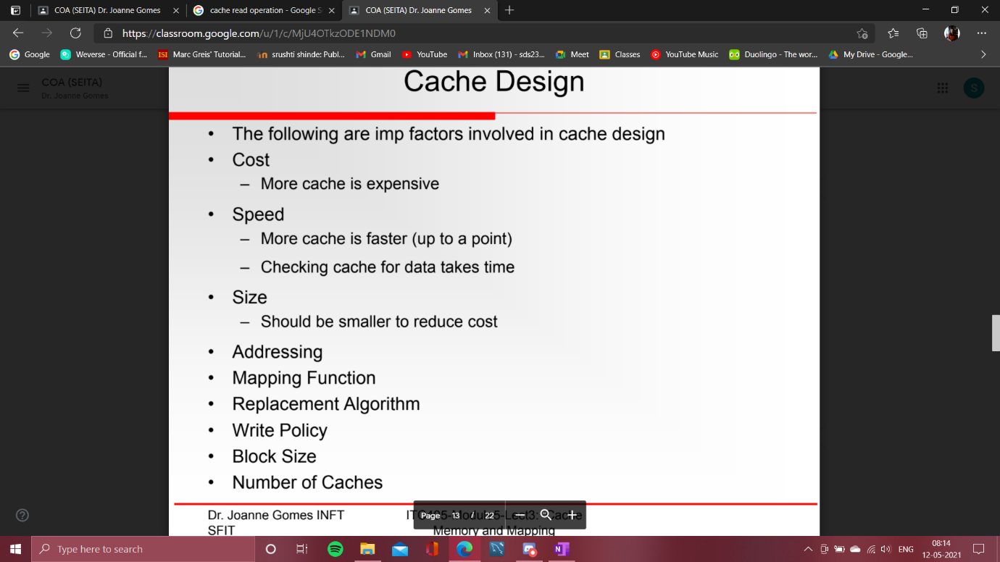 COA (SEITA) Dr. Joanne Gomes
cache read operation - Google S
COA (SEITA) Dr. Joanne Gomes
https://classroom.google.com/u/1/c/MjU4OTkzODE1NDM0
Google
Weverse - Official f...
ISI Marc Greis' Tutorial...
srushti shinde: Publ...
Gmail
YouTube
Inbox (131) - sds23...
Meet
Classes
YouTube Music
Duolingo - The wor...
My Drive - Google...
COA (SEITA)
Dr. Joanne Gomes
S
Cache Design
• The following are imp factors involved in cache design
• Cost
– More cache is expensive
• Speed
– More cache is faster (up to a point)
– Checking cache for data takes time
• Size
– Should be smaller to reduce cost
• Addressing
• Mapping Function
• Replacement Algorithm
• Write Policy
• Block Size
• Number of Caches
Dr. Joanne Gomes INFT
SFIT
Cache
Memory and Mapping
Page 13 / 22
Type here to search
ENG
08:14
12-05-2021